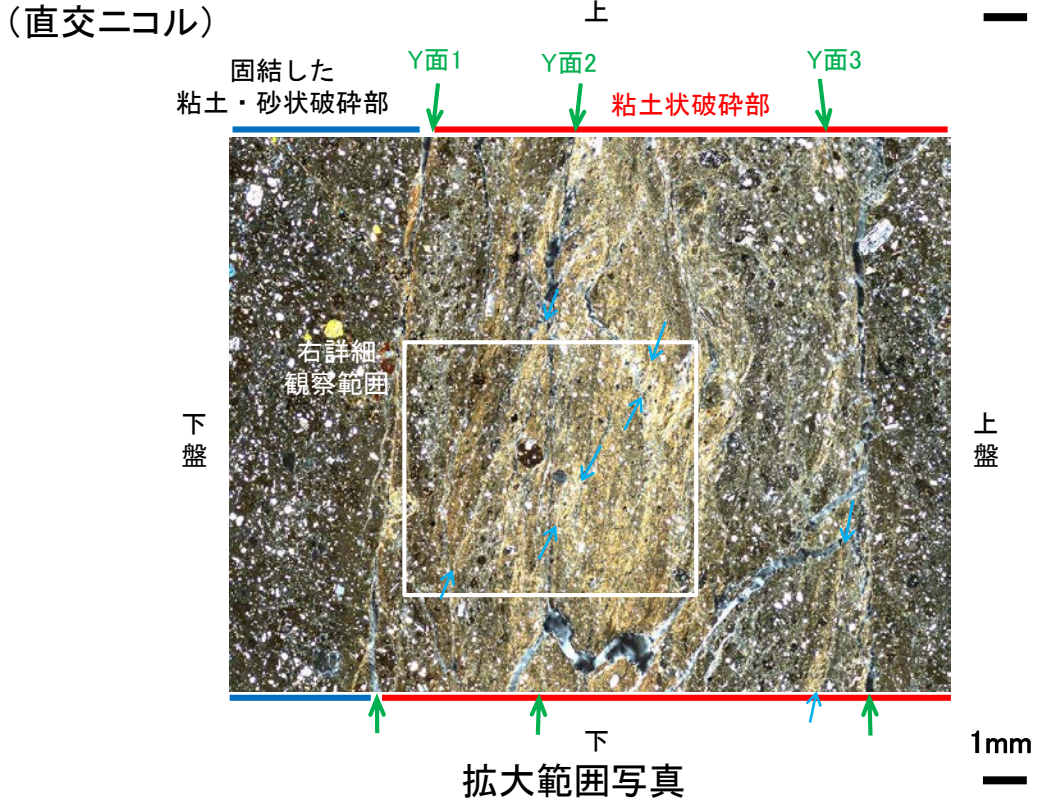 （直交ニコル）
上
Y面1
Y面2
Y面3
固結した
粘土・砂状破砕部
粘土状破砕部
右詳細
観察範囲
下
盤
上
盤
下
1mm
拡大範囲写真